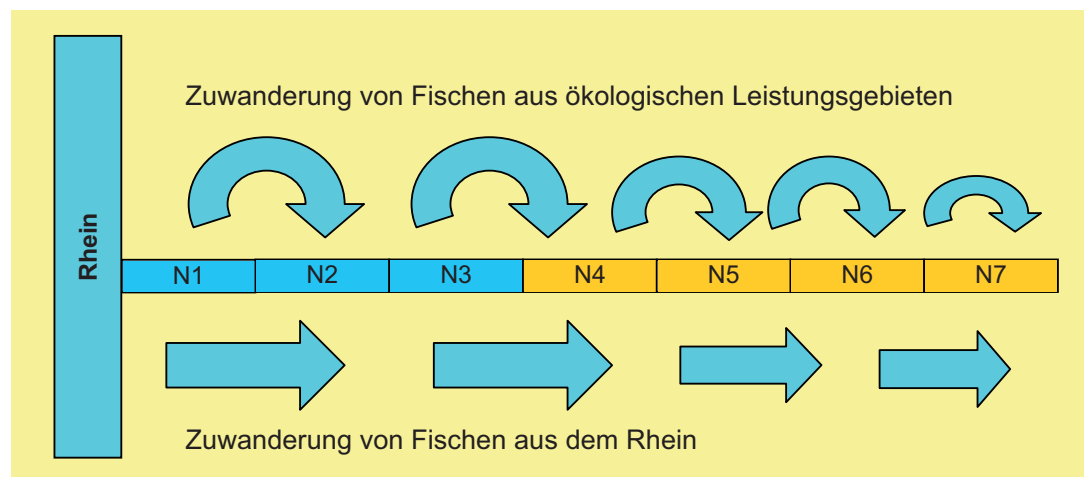 Zuwanderung von Fischen aus ökologischen Leistungsgebieten
Rhein
N1 N2 N3 N4 N5 N6 N7
Zuwanderung von Fischen aus dem Rhein